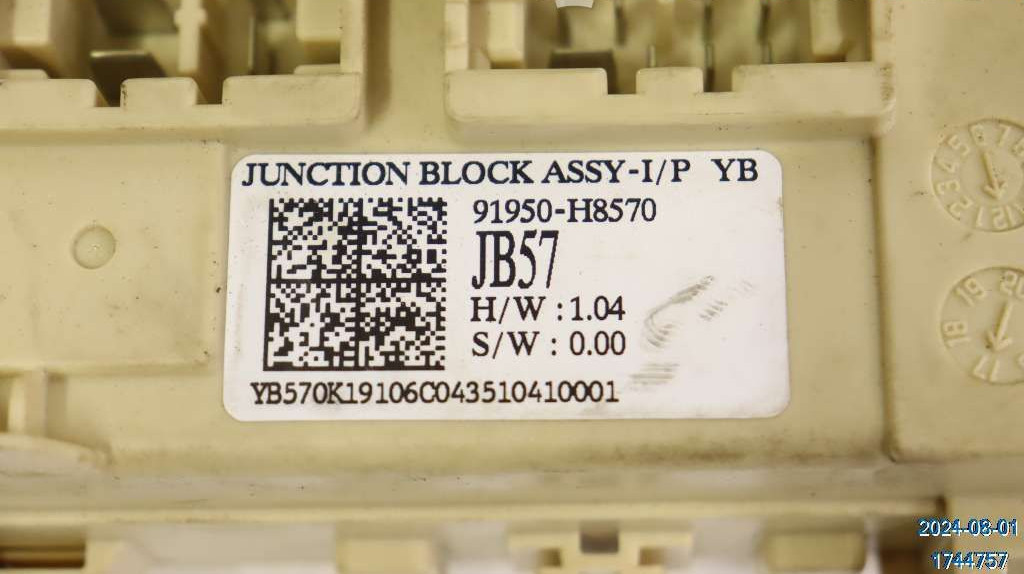 JUNCTION BLOCK ASSY-I/P YB
91950-H8570
JB57
H/W : 1.04
S/W : 0.00
YB570K19106C043510410001
2024-08-01
1744757